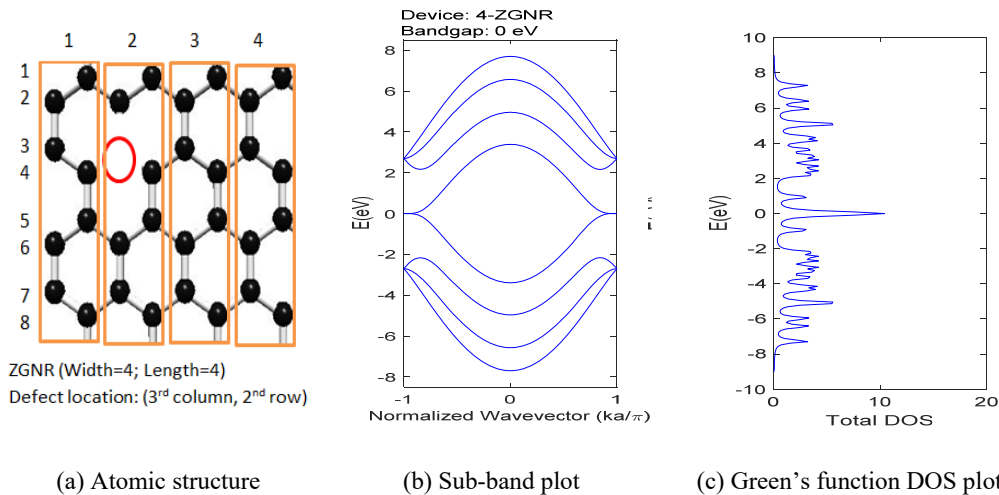 1 2 3 4
1
2
3
4
5
6
7
8
ZGNR (Width=4; Length=4)
Defect location: (3rd column, 2nd row)
(a) Atomic structure
Device: 4-ZGNR
Bandgap: 0 eV
E(eV)
8
6
4
2
0
-2
-4
-6
-8
-1 0 1
Normalized Wavevector (ka/π)
(b) Sub-band plot
E(eV)
10
8
6
4
2
0
-2
-4
-6
-8
-10
0 10 20
Total DOS
(c) Green's function DOS plot